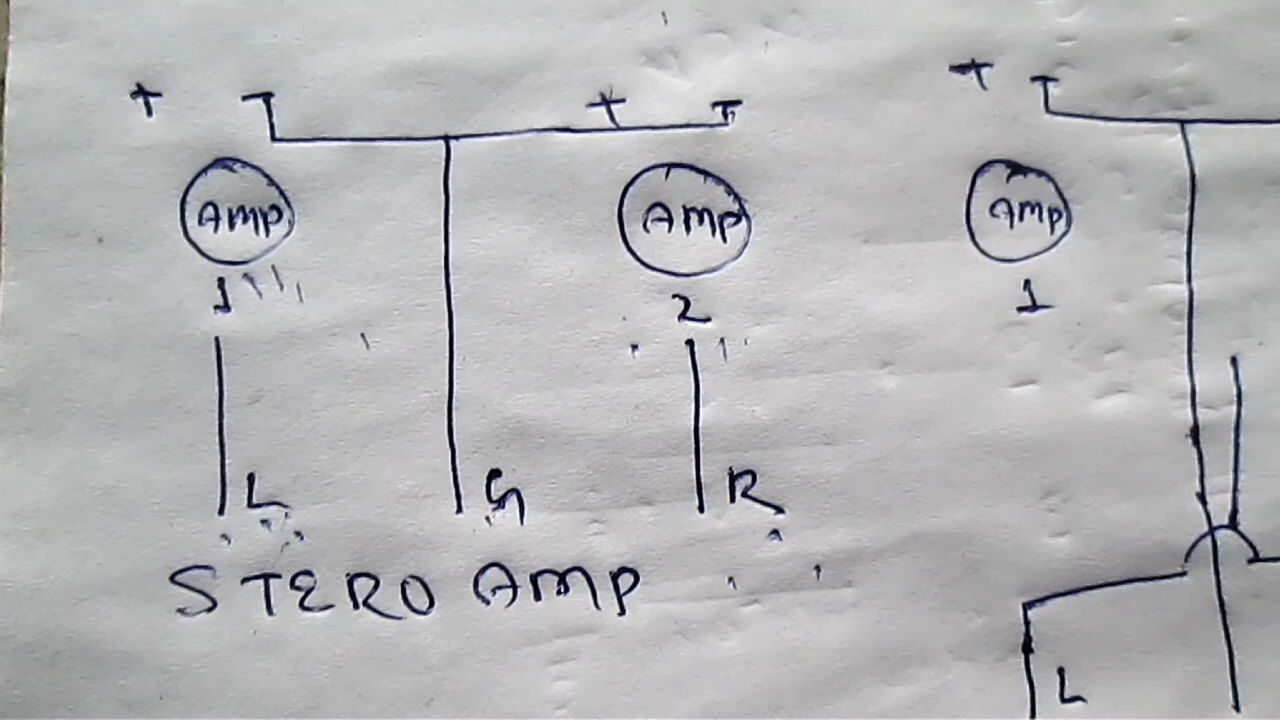 + - + - + -
AMP AMP AMP
1 2 1
L G R
STERO AMP
L